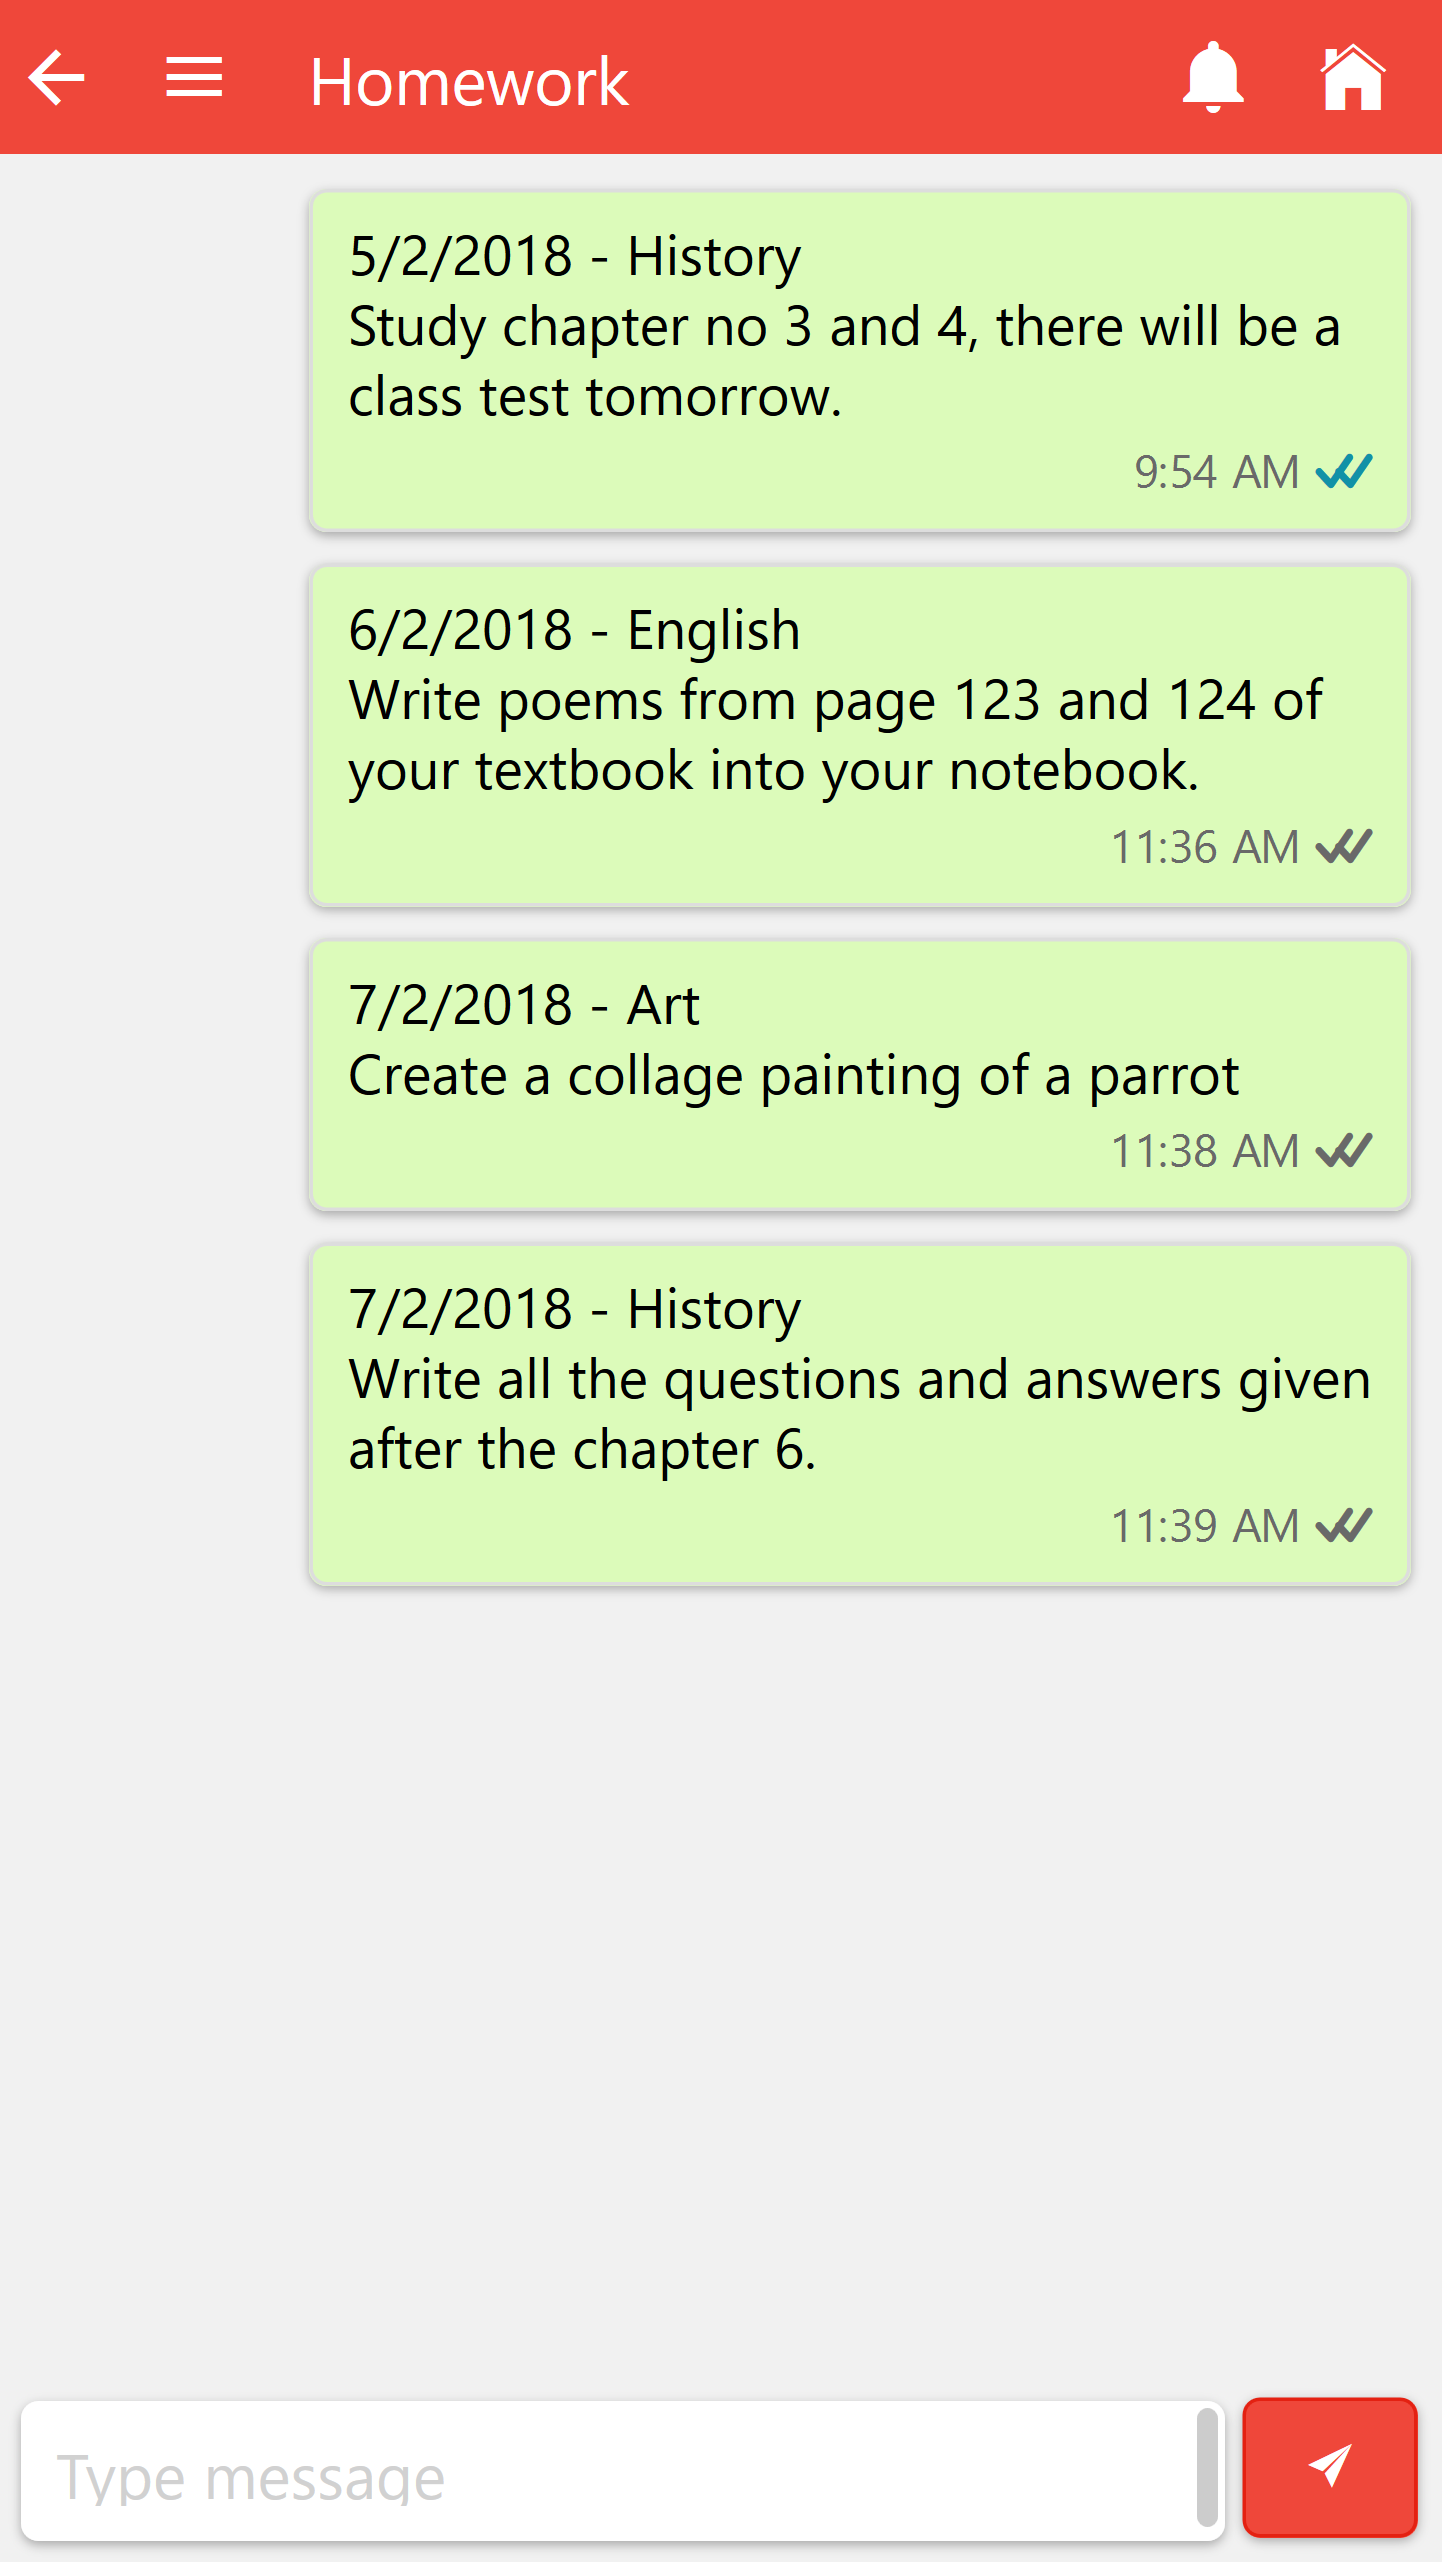 Homework
5/2/2018 - History
Study chapter no 3 and 4, there will be a
class test tomorrow.
9:54 AM
6/2/2018 - English
Write poems from page 123 and 124 of
your textbook into your notebook.
11:36 AM
7/2/2018 - Art
Create a collage painting of a parrot
11:38 AM
7/2/2018 - History
Write all the questions and answers given
after the chapter 6.
11:39 AM
Type message